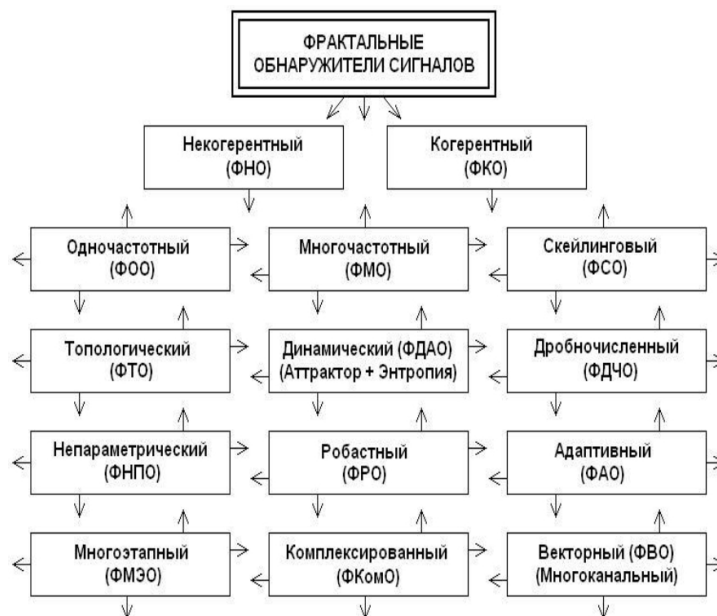 ФРАКТАЛЬНЫЕ
ОБНАРУЖИТЕЛИ СИГНАЛОВ
Некогерентный
(ФНО)
Когерентный
(ФКО)
Одночастотный
(ФОО)
Многочастотный
(ФМО)
Скейлинговый
(ФСО)
Топологический
(ФТО)
Динамический (ФДАО)
(Аттрактор + Энтропия)
Дробночисленный
(ФДЧО)
Непараметрический
(ФНПО)
Робастный
(ФРО)
Адаптивный
(ФАО)
Многоэтапный
(ФМЭО)
Комплексированный
(ФКомО)
Векторный (ФВО)
(Многоканальный)